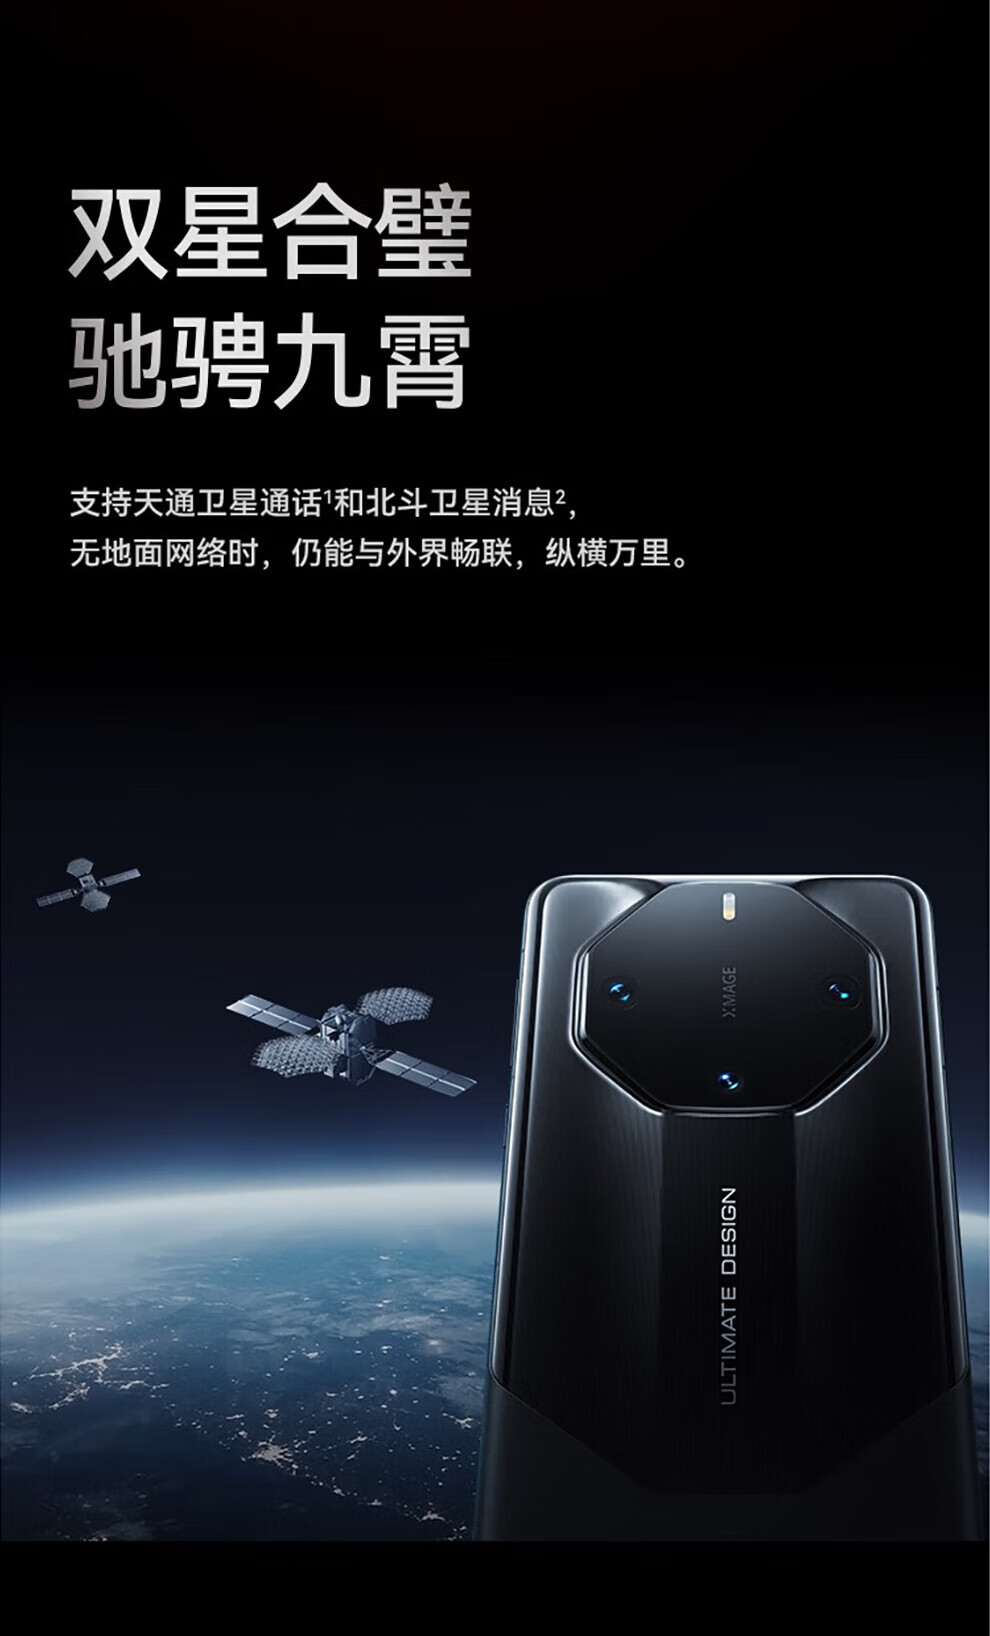 双星合璧
驰骋九霄
支持天通卫星通话¹和北斗卫星消息²,
无地面网络时，仍能与外界畅联，纵横万里。
XMAGE
ULTIMATE DESIGN